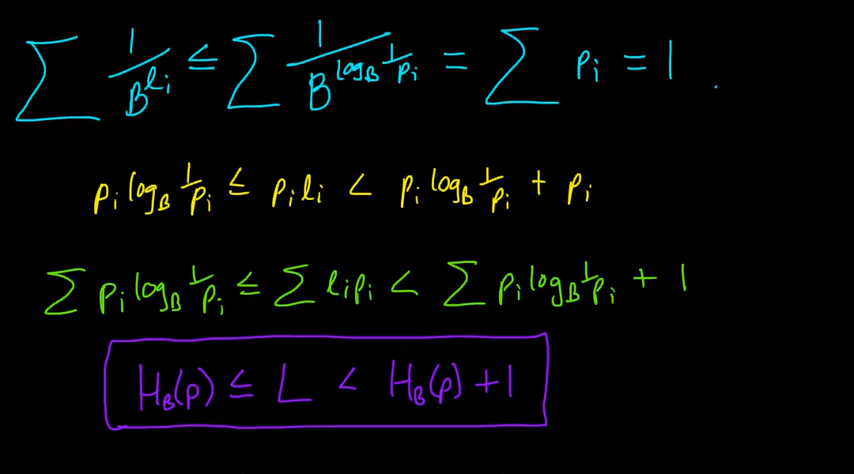 ∑ 1/B^{l_i} ≤ ∑ 1/B^{log_B 1/p_i} = ∑ p_i = 1 .
p_i log_B 1/p_i ≤ p_i l_i < p_i log_B 1/p_i + p_i
∑ p_i log_B 1/p_i ≤ ∑ l_i p_i < ∑ p_i log_B 1/p_i + 1
H_B(p) ≤ L < H_B(p) + 1